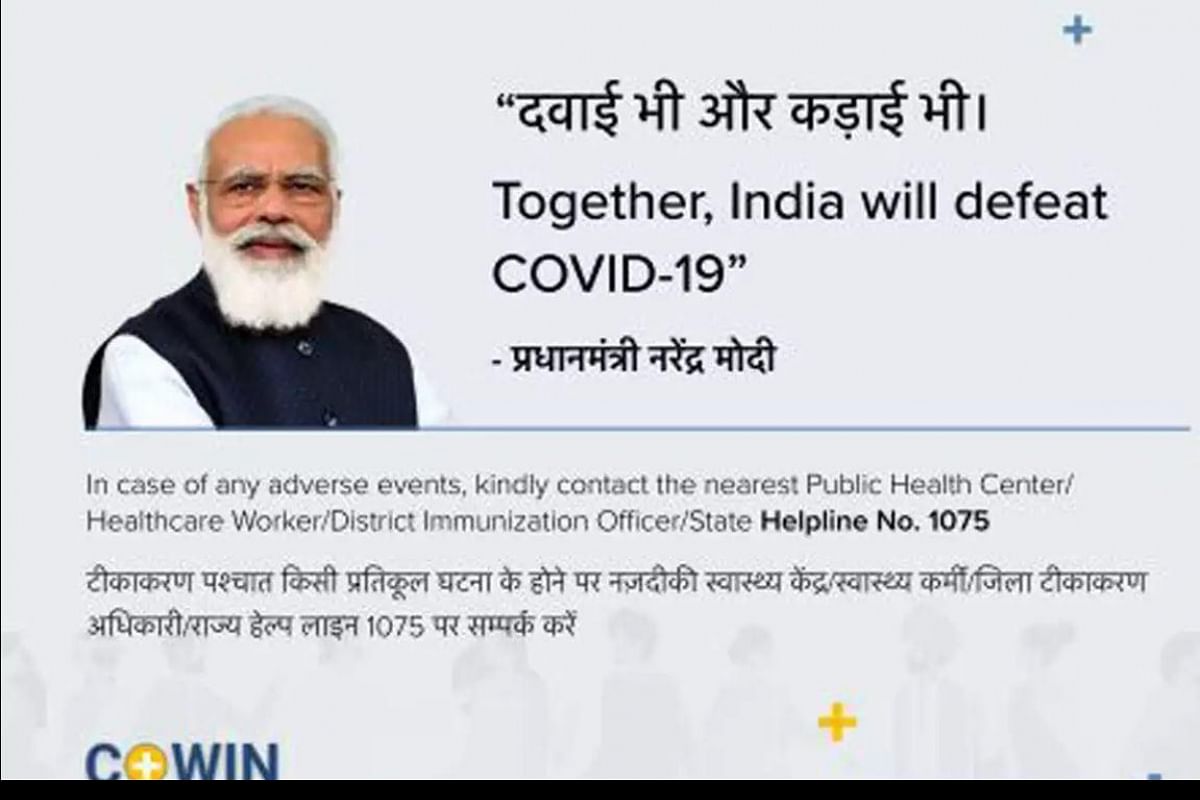 “दवाई भी और कड़ाई भी।
Together, India will defeat
COVID-19”
- प्रधानमंत्री नरेंद्र मोदी
In case of any adverse events, kindly contact the nearest Public Health Center/
Healthcare Worker/District Immunization Officer/State Helpline No. 1075
टीकाकरण पश्चात किसी प्रतिकूल घटना के होने पर नज़दीकी स्वास्थ्य केंद्र/स्वास्थ्य कर्मी/जिला टीकाकरण
अधिकारी/राज्य हेल्प लाइन 1075 पर सम्पर्क करें
COWIN